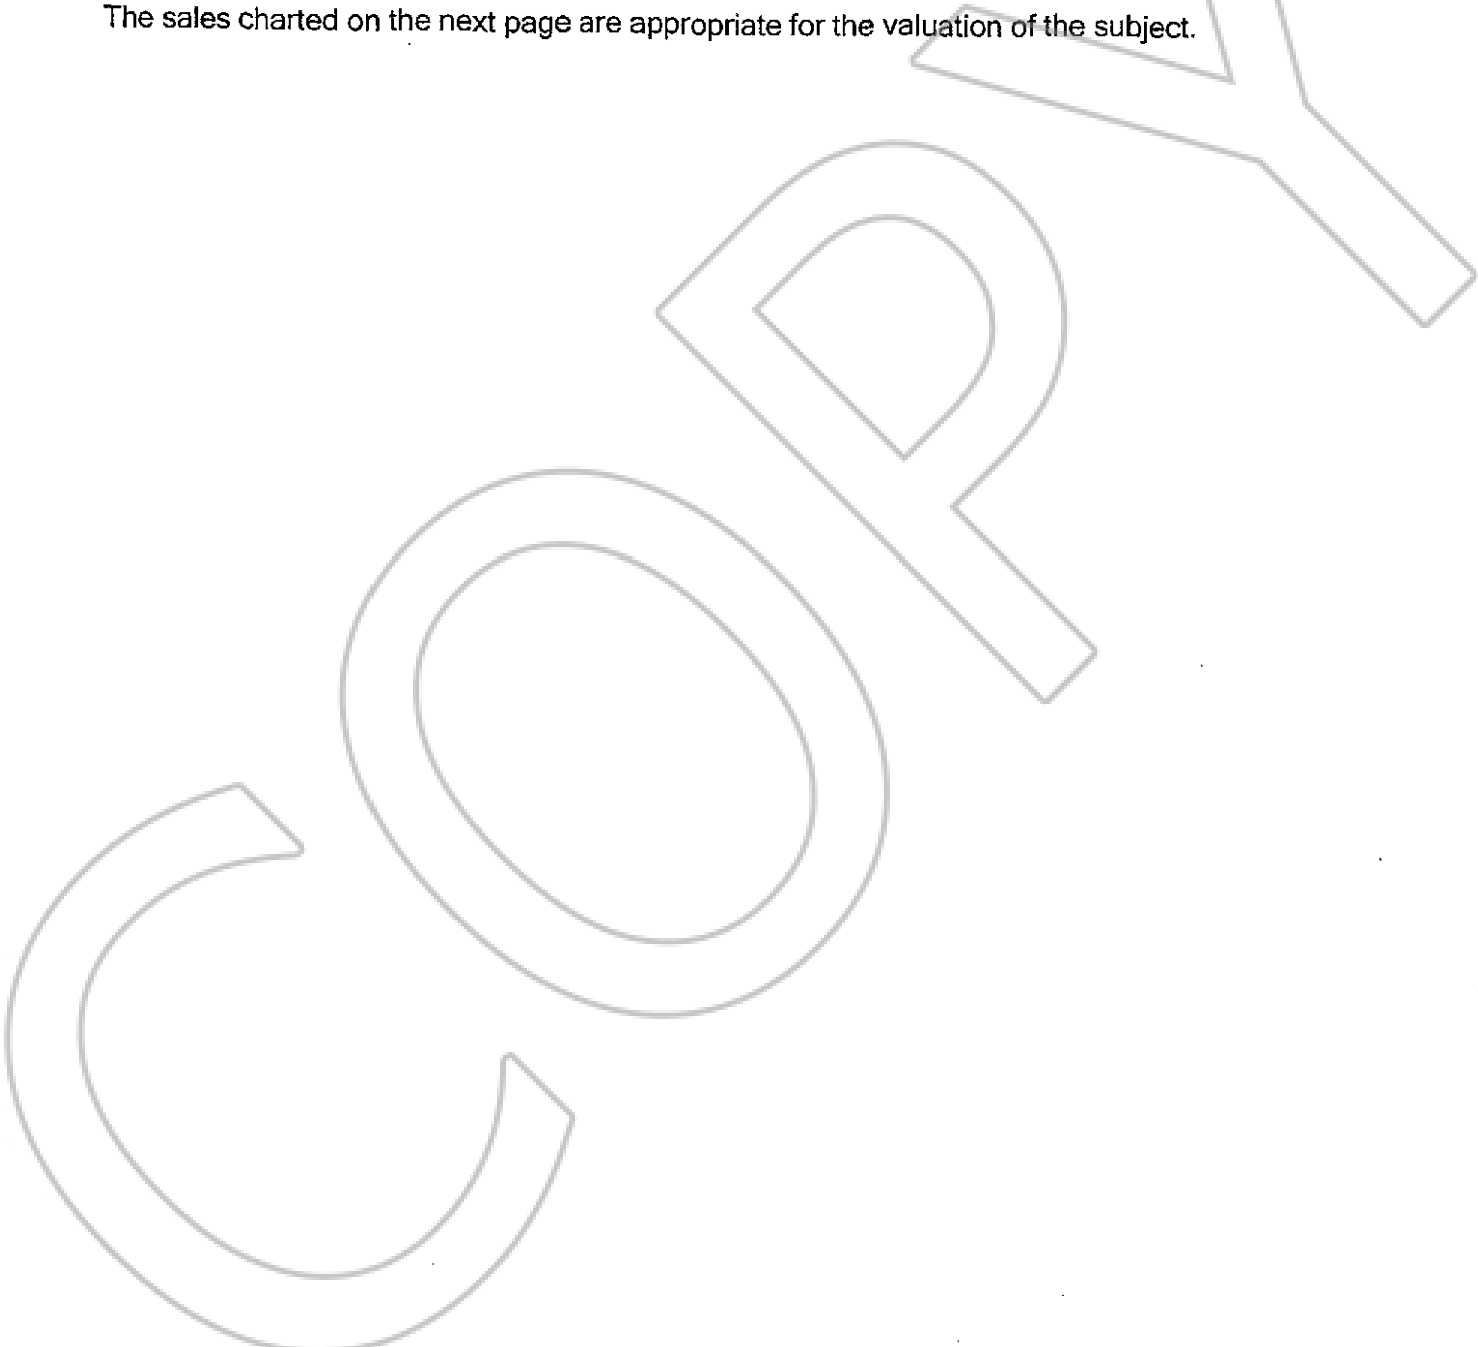 The sales charted on the next page are appropriate for the valuation of the subject.
COPY